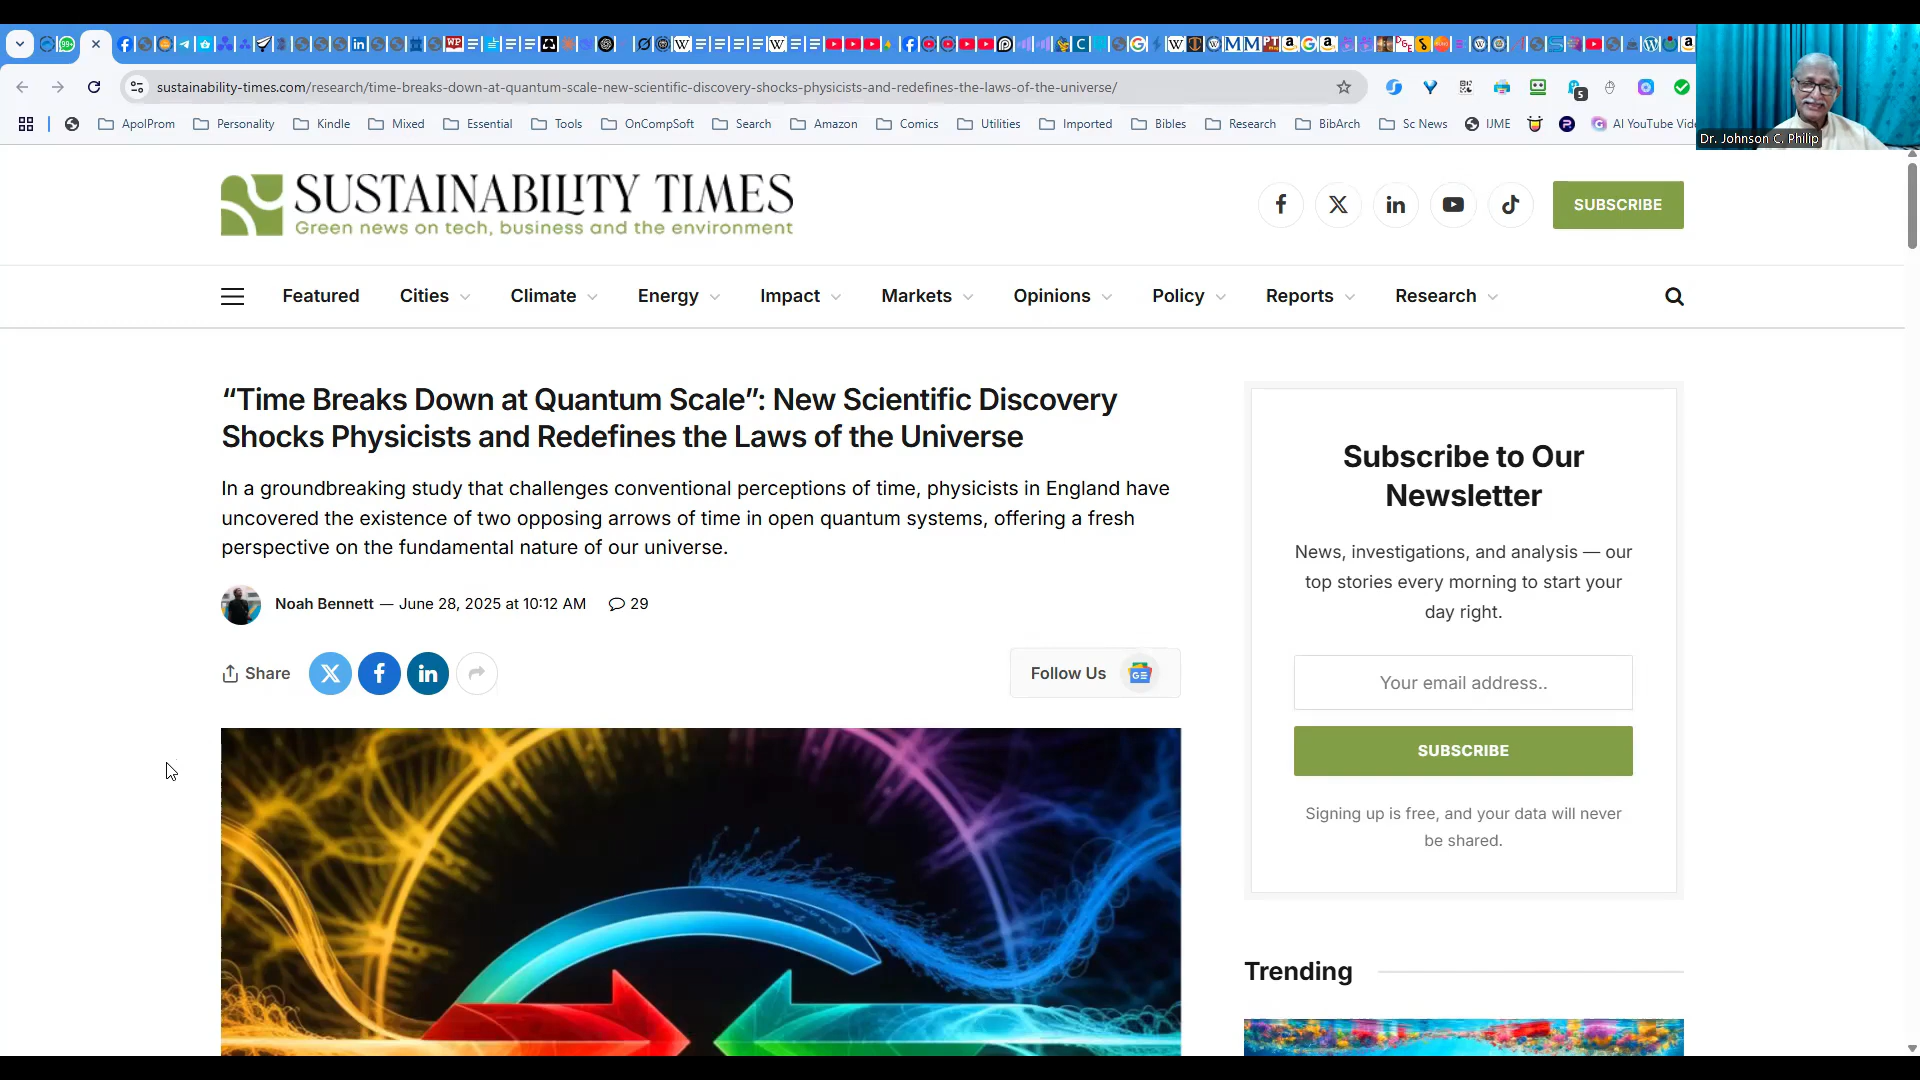 99+
sustainability-times.com/research/time-breaks-down-at-quantum-scale-new-scientific-discovery-shocks-physicists-and-redefines-the-laws-of-the-universe/
5
ApolProm
Personality
Kindle
Mixed
Essential
Tools
OnCompSoft
Search
Amazon
Comics
Utilities
Imported
Bibles
Research
BibArch
Sc News
IJME
AI YouTube Vide
Dr. Johnson C. Philip
SUSTAINABILITY TIMES
Green news on tech, business and the environment
SUBSCRIBE
Featured
Cities
Climate
Energy
Impact
Markets
Opinions
Policy
Reports
Research
“Time Breaks Down at Quantum Scale”: New Scientific Discovery
Shocks Physicists and Redefines the Laws of the Universe
In a groundbreaking study that challenges conventional perceptions of time, physicists in England have
uncovered the existence of two opposing arrows of time in open quantum systems, offering a fresh
perspective on the fundamental nature of our universe.
Noah Bennett — June 28, 2025 at 10:12 AM 29
Share
Follow Us
Subscribe to Our
Newsletter
News, investigations, and analysis — our
top stories every morning to start your
day right.
Your email address..
SUBSCRIBE
Signing up is free, and your data will never
be shared.
Trending